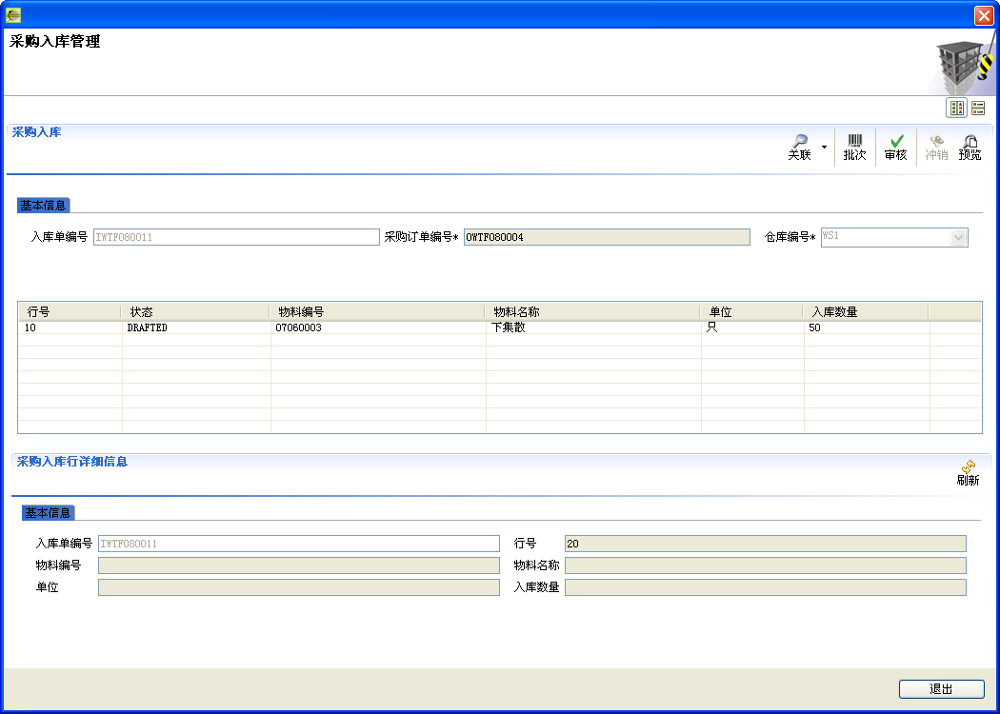 采购入库管理
采购入库
关联 批次 审核 冲销 预览
基本信息
入库单编号 IWTF080011 采购订单编号* OWTF080004 仓库编号* WS1
行号 状态 物料编号 物料名称 单位 入库数量
10 DRAFTED 07060003 下集散 只 50
采购入库行详细信息
刷新
基本信息
入库单编号 IWTF080011 行号 20
物料编号 物料名称
单位 入库数量
退出